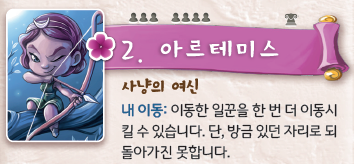 2. 아르테미스
사냥의 여신
내 이동: 이동한 일꾼을 한 번 더 이동시
킬 수 있습니다. 단, 방금 있던 자리로 되
돌아가진 못합니다.